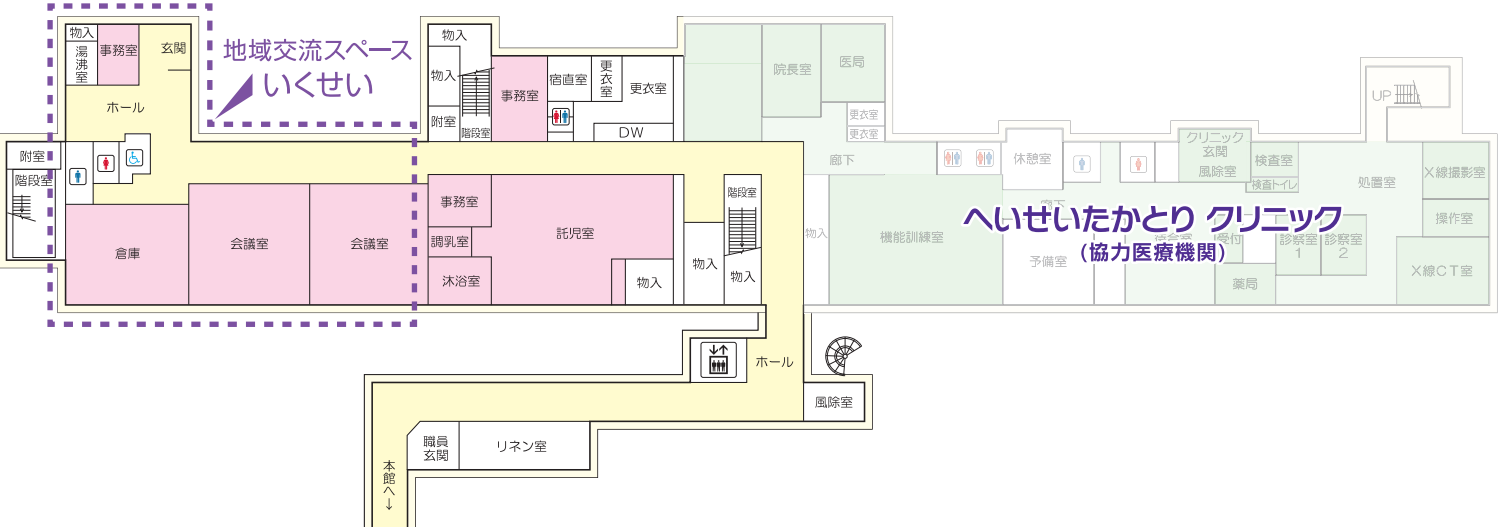 物入
湯沸室
事務室
玄関
地域交流スペース
いくせい
ホール
附室
階段室
倉庫
会議室
会議室
物入
物入
附室
階段室
事務室
宿直室
更衣室
更衣室
DW
事務室
調乳室
沐浴室
託児室
物入
物入
階段室
物入
ホール
風除室
職員
玄関
リネン室
本館へ→
院長室
医局
更衣室
更衣室
廊下
物入
機能訓練室
休憩室
廊下
へいせいたかとり クリニック
(協力医療機関)
予備室
受付
薬局
クリニック
玄関
風除室
検査室
検査トイレ
処置室
診察室
1
診察室
2
UP
X線撮影室
操作室
X線CT室